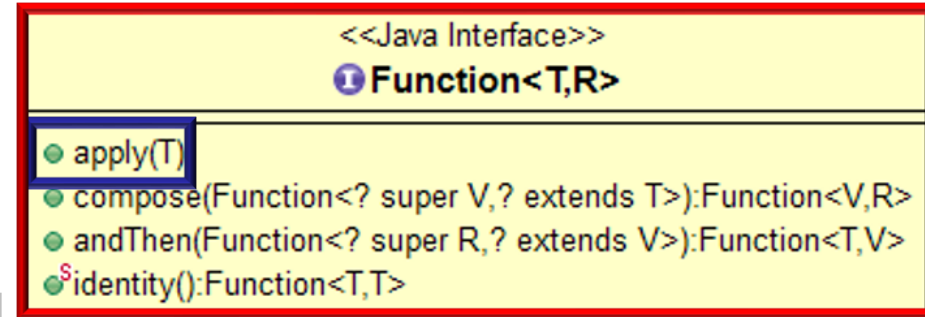 <<Java Interface>>
I Function<T,R>
apply(T)
compose(Function<? super V,? extends T>):Function<V,R>
andThen(Function<? super R,? extends V>):Function<T,V>
S identity():Function<T,T>